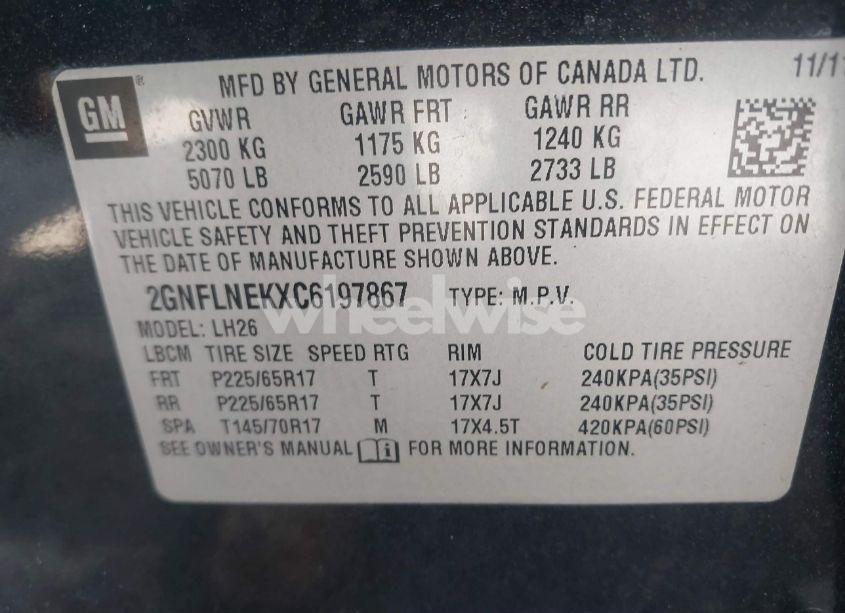 MFD BY GENERAL MOTORS OF CANADA LTD. 11/11
GM®
GVWR GAWR FRT GAWR RR
2300 KG 1175 KG 1240 KG
5070 LB 2590 LB 2733 LB
THIS VEHICLE CONFORMS TO ALL APPLICABLE U.S. FEDERAL MOTOR
VEHICLE SAFETY AND THEFT PREVENTION STANDARDS IN EFFECT ON
THE DATE OF MANUFACTURE SHOWN ABOVE.
2GNFLNEKXC6197867 TYPE: M.P.V.
wheelwise
MODEL: LH26
LBCM TIRE SIZE SPEED RTG RIM COLD TIRE PRESSURE
FRT P225/65R17 T 17X7J 240KPA(35PSI)
RR P225/65R17 T 17X7J 240KPA(35PSI)
SPA T145/70R17 M 17X4.5T 420KPA(60PSI)
SEE OWNER'S MANUAL i FOR MORE INFORMATION.